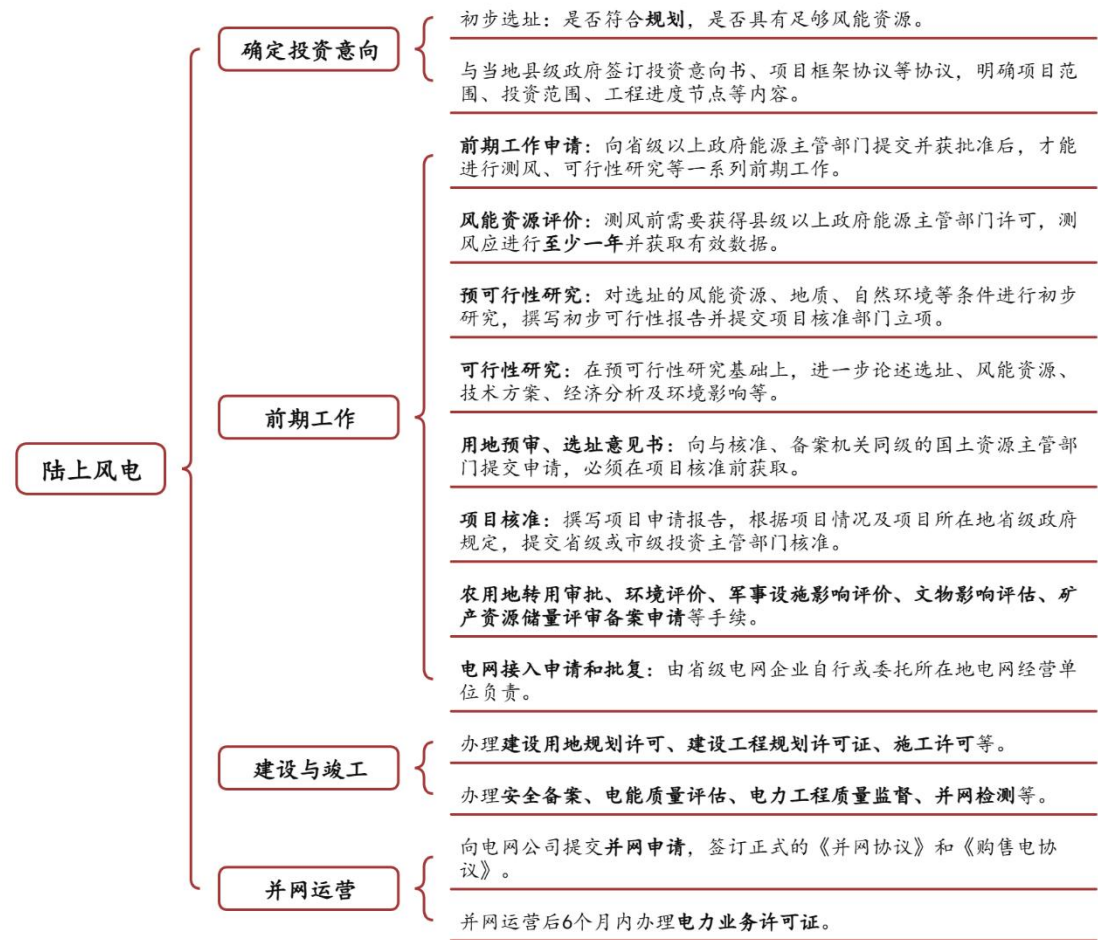 陆上风电
确定投资意向
初步选址：是否符合规划，是否具有足够风能资源。
与当地县级政府签订投资意向书、项目框架协议等协议，明确项目范
围、投资范围、工程进度节点等内容。
前期工作
前期工作申请：向省级以上政府能源主管部门提交并获批准后，才能
进行测风、可行性研究等一系列前期工作。
风能资源评价：测风前需要获得县级以上政府能源主管部门许可，测
风应进行至少一年并获取有效数据。
预可行性研究：对选址的风能资源、地质、自然环境等条件进行初步
研究，撰写初步可行性报告并提交项目核准部门立项。
可行性研究：在预可行性研究基础上，进一步论述选址、风能资源、
技术方案、经济分析及环境影响等。
用地预审、选址意见书：向与核准、备案机关同级的国土资源主管部
门提交申请，必须在项目核准前获取。
项目核准：撰写项目申请报告，根据项目情况及项目所在地省级政府
规定，提交省级或市级投资主管部门核准。
农用地转用审批、环境评价、军事设施影响评价、文物影响评估、矿
产资源储量评审备案申请等手续。
电网接入申请和批复：由省级电网企业自行或委托所在地电网经营单
位负责。
建设与竣工
办理建设用地规划许可、建设工程规划许可证、施工许可等。
办理安全备案、电能质量评估、电力工程质量监督、并网检测等。
并网运营
向电网公司提交并网申请，签订正式的《并网协议》和《购售电协
议》。
并网运营后6个月内办理电力业务许可证。